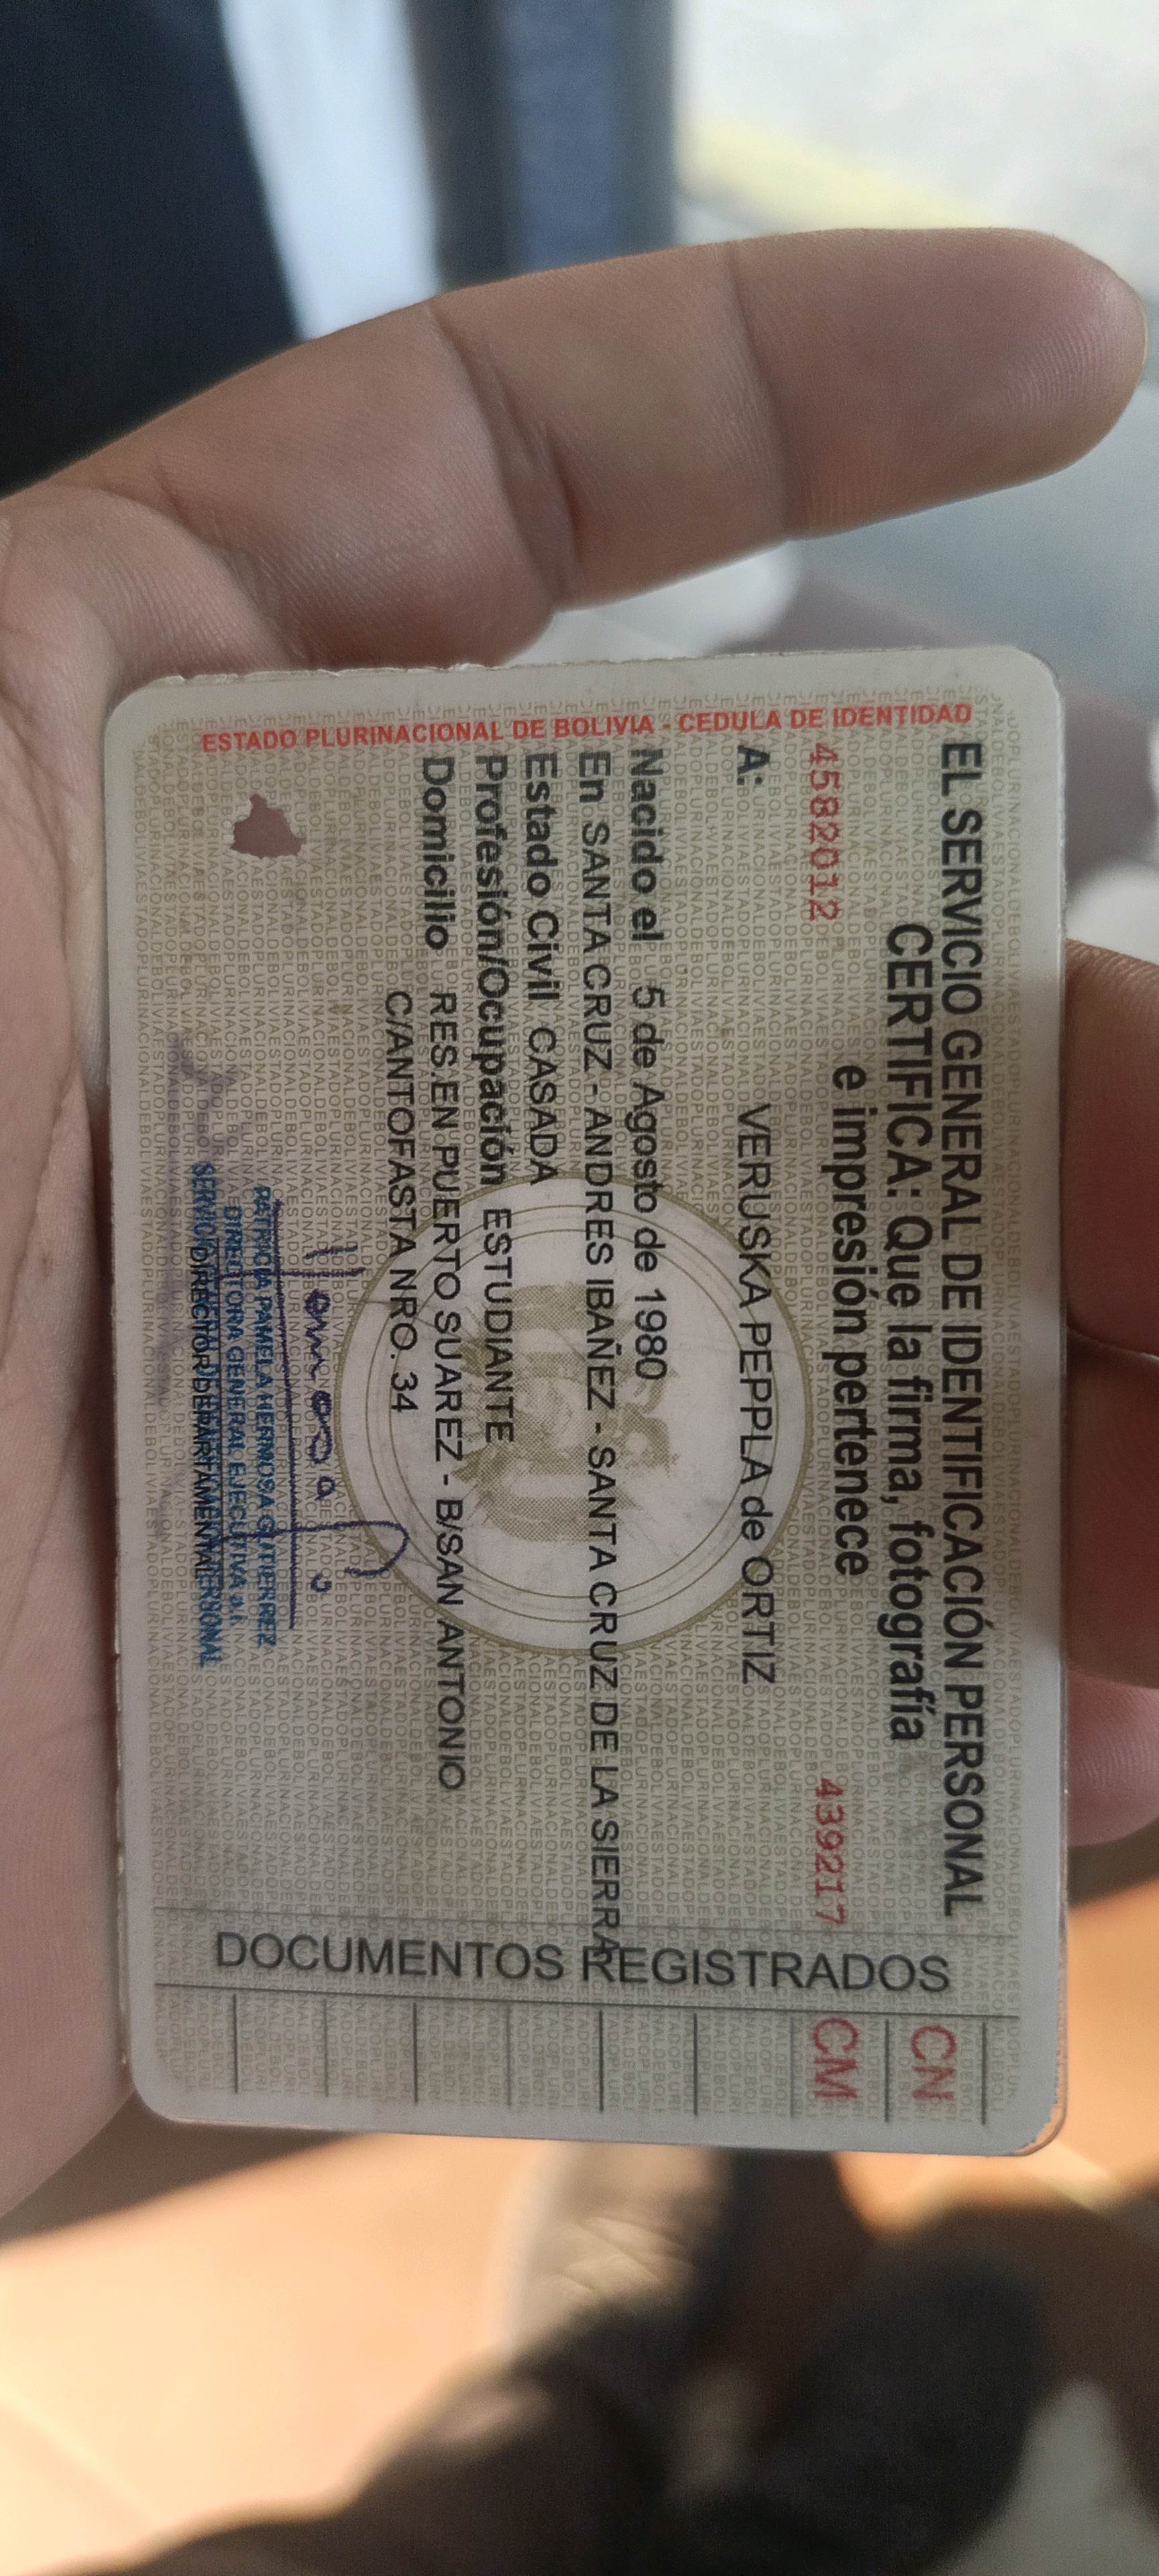 ESTADO PLURINACIONAL DE BOLIVIA - CEDULA DE IDENTIDAD
EL SERVICIO GENERAL DE IDENTIFICACIÓN PERSONAL
CERTIFICA: Que la firma, fotografía
e impresión pertenece
4582012
439217
A: VERUSKA PEPPLA de ORTIZ
Nacido el 5 de Agosto de 1980
En SANTA CRUZ - ANDRES IBAÑEZ - SANTA CRUZ DE LA SIERRA
Estado Civil CASADA
Profesión/Ocupación ESTUDIANTE
Domicilio RES.EN PUERTO SUAREZ - B/SAN ANTONIO
C/ANTOFASTA NRO. 34
PATRICIA PAMELA HERMOSA GUTIERREZ
DIRECTORA GENERAL EJECUTIVA a.i.
DIRECTOR DEPARTAMENTAL
DOCUMENTOS REGISTRADOS
CN
CM